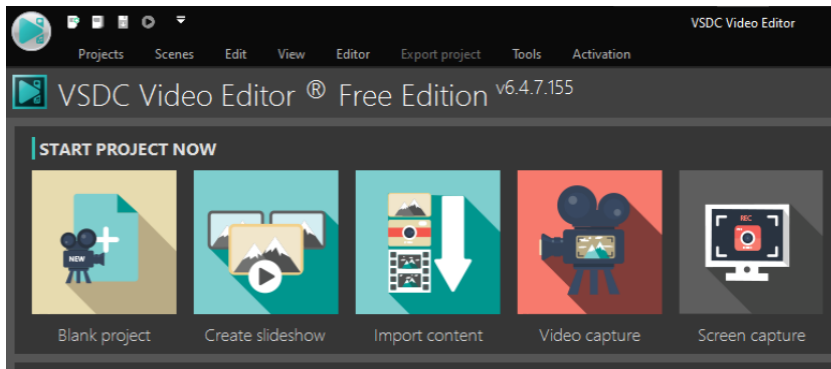 VSDC Video Editor
Projects Scenes Edit View Editor Export project Tools Activation
VSDC Video Editor ® Free Edition v6.4.7.155
START PROJECT NOW
NEW
REC
Blank project Create slideshow Import content Video capture Screen capture